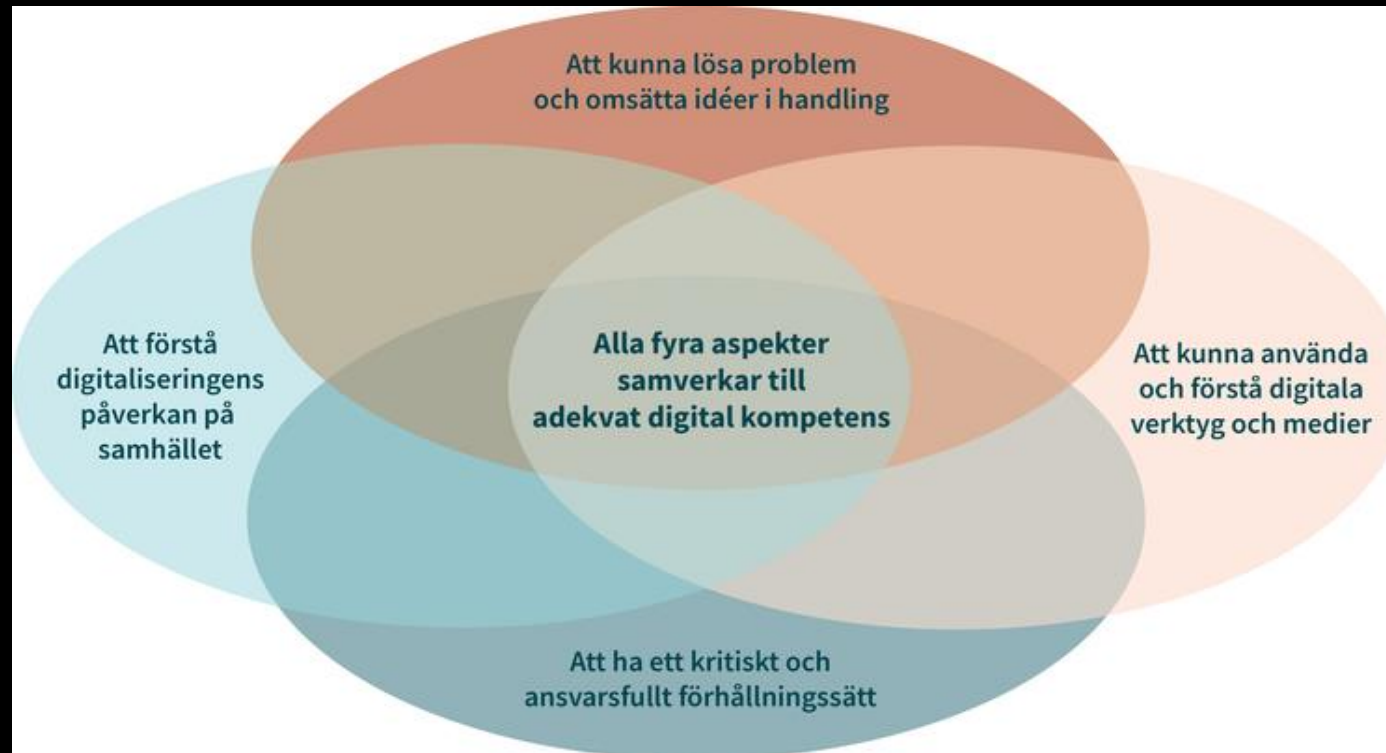 Att kunna lösa problem
och omsätta idéer i handling
Att förstå
digitaliseringens
påverkan på
samhället
Alla fyra aspekter
samverkar till
adekvat digital kompetens
Att kunna använda
och förstå digitala
verktyg och medier
Att ha ett kritiskt och
ansvarsfullt förhållningssätt